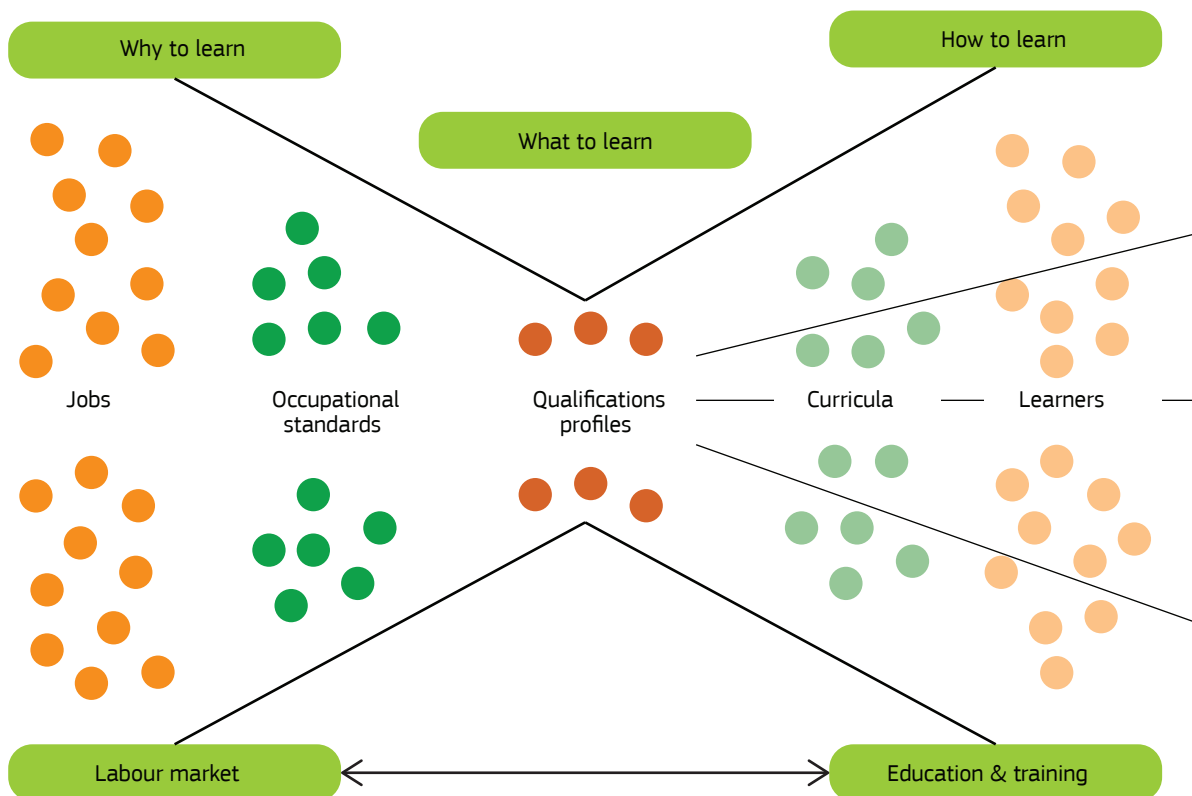 Why to learn
How to learn
What to learn
Jobs
Occupational
standards
Qualifications
profiles
Curricula
Learners
Labour market
Education & training